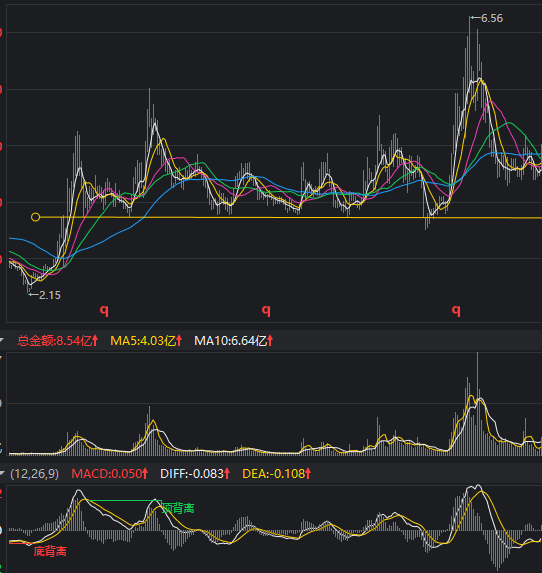 ←6.56
←2.15
q q q
总金额:8.54亿↑ MA5:4.03亿↑ MA10:6.64亿↑
(12,26,9) MACD:0.050↑ DIFF:-0.083↑ DEA:-0.108↑
顶背离
底背离